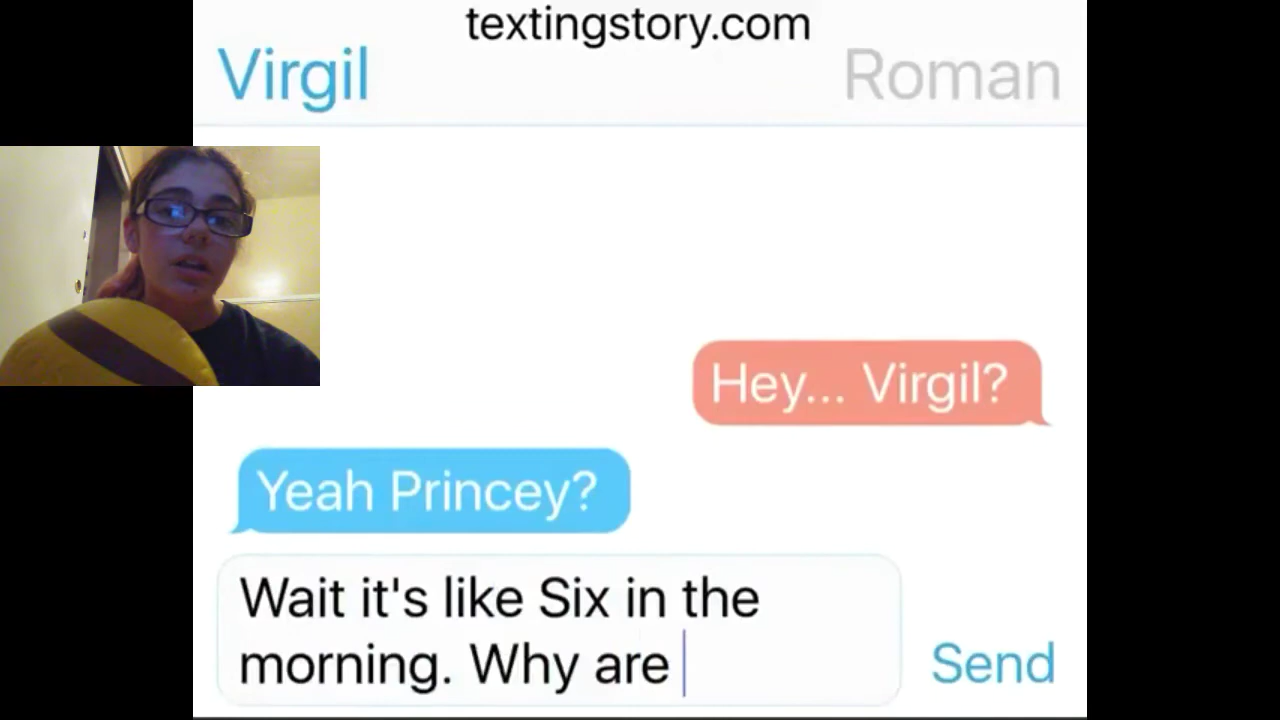 textingstory.com
Virgil
Roman
Hey... Virgil?
Yeah Princey?
Wait it's like Six in the
morning. Why are
Send